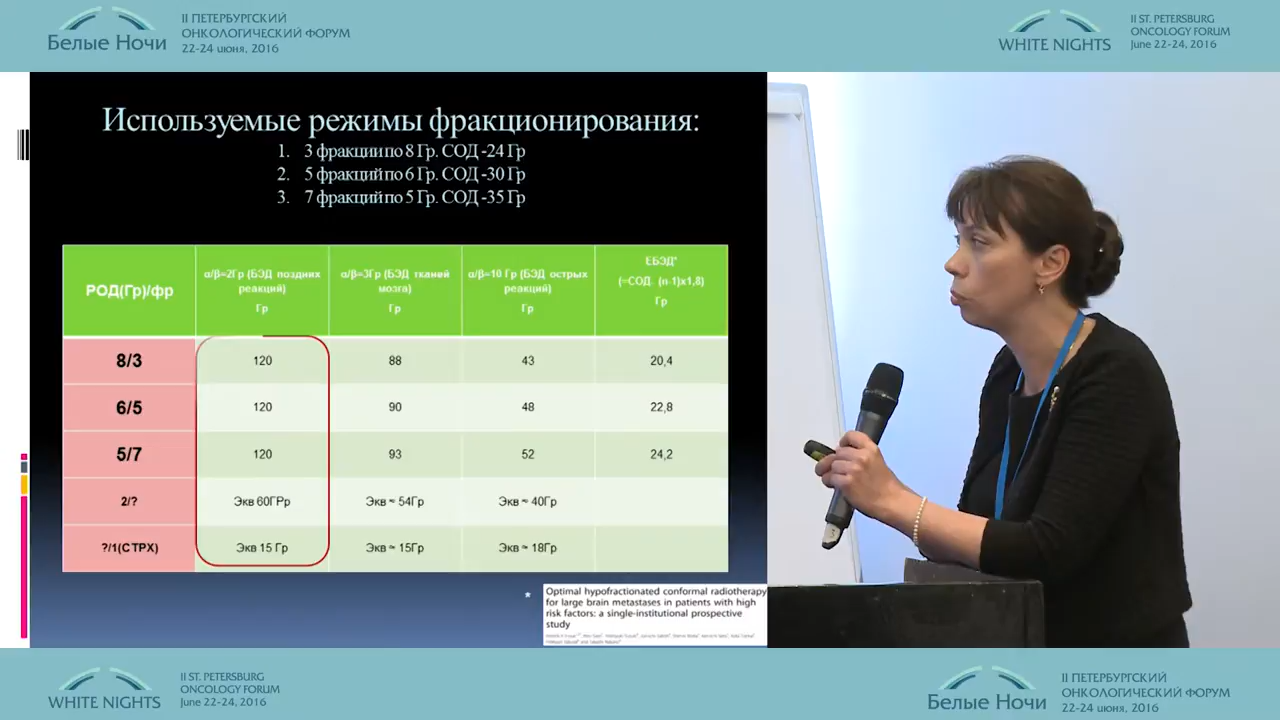 II ПЕТЕРБУРГСКИЙ
ОНКОЛОГИЧЕСКИЙ ФОРУМ
Белые Ночи
22-24 июня, 2016
II ST. PETERSBURG
ONCOLOGY FORUM
WHITE NIGHTS
June 22-24, 2016
Используемые режимы фракционирования:
1. 3 фракции по 8 Гр. СОД -24 Гр
2. 5 фракций по 6 Гр. СОД -30 Гр
3. 7 фракций по 5 Гр. СОД -35 Гр
РОД(Гр)/фр
α/β=2Гр (БЭД поздних
реакций)
Гр
α/β=3Гр (БЭД тканей
мозга)
Гр
α/β=10 Гр (БЭД острых
реакций)
Гр
ЕБЭД*
(=СОД- (n-1)x1,8)
Гр
8/3 120 88 43 20,4
6/5 120 90 48 22,8
5/7 120 93 52 24,2
2/? Экв 60ГРр Экв ~ 54Гр Экв ~ 40Гр
?/1(СТРХ) Экв 15 Гр Экв ~ 15Гр Экв ~ 18Гр
* Optimal hypofractionated conformal radiotherapy
for large brain metastases in patients with high
risk factors: a single-institutional prospective
study
WHITE NIGHTS
II ST. PETERSBURG
ONCOLOGY FORUM
June 22-24, 2016
Белые Ночи
II ПЕТЕРБУРГСКИЙ
ОНКОЛОГИЧЕСКИЙ ФОРУМ
22-24 июня, 2016